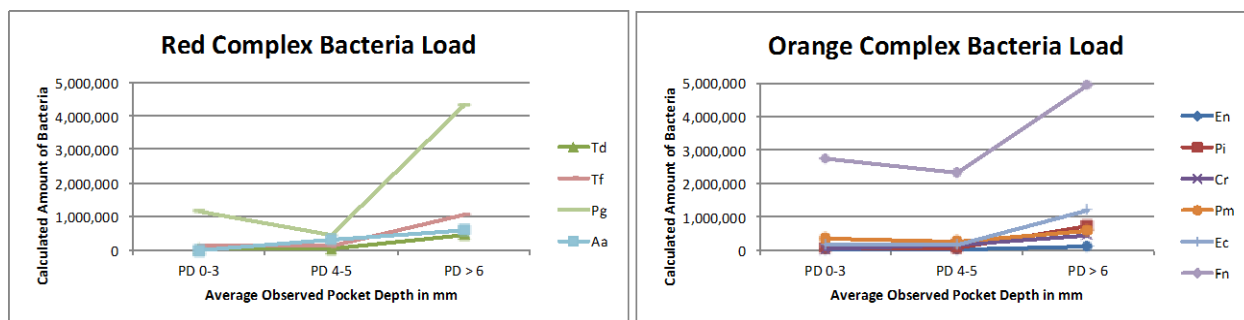 Red Complex Bacteria Load
Calculated Amount of Bacteria
5,000,000
4,000,000
3,000,000
2,000,000
1,000,000
0
PD 0-3 PD 4-5 PD > 6
Average Observed Pocket Depth in mm
Td
Tf
Pg
Aa
Orange Complex Bacteria Load
Calculated Amount of Bacteria
5,000,000
4,000,000
3,000,000
2,000,000
1,000,000
0
PD 0-3 PD 4-5 PD > 6
Average Observed Pocket Depth in mm
En
Pi
Cr
Pm
Ec
Fn